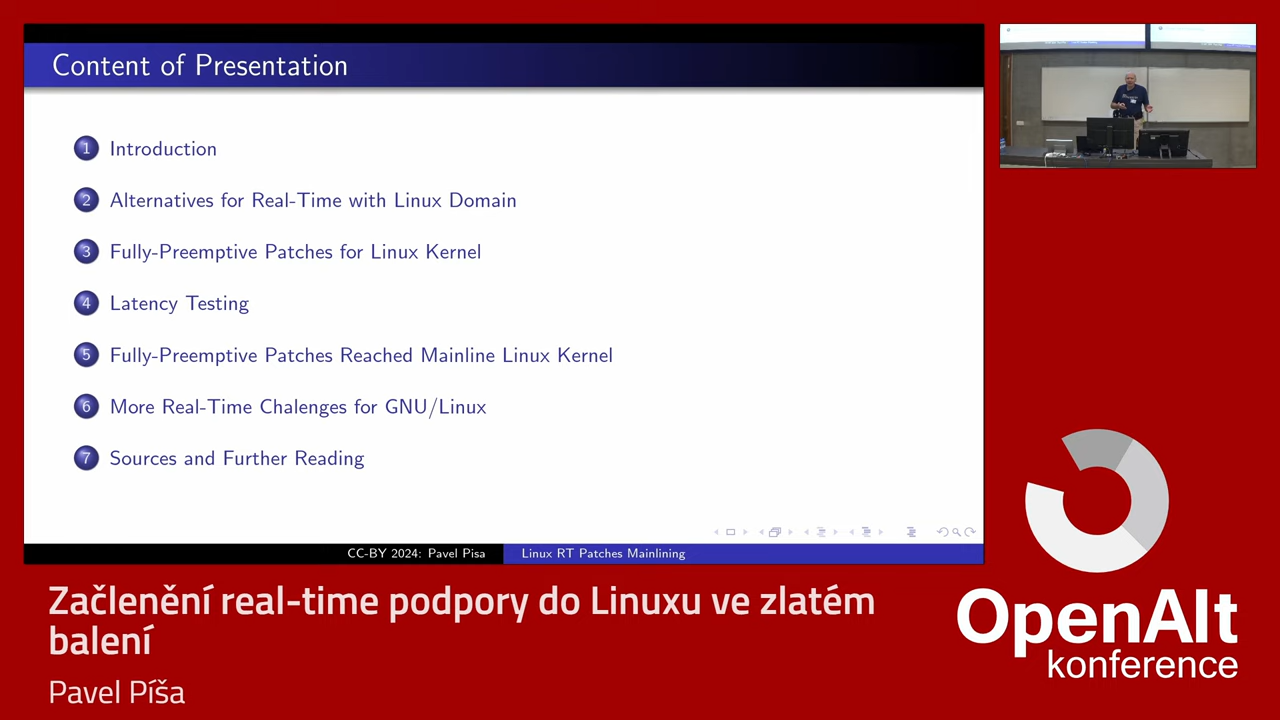 Content of Presentation
1 Introduction
2 Alternatives for Real-Time with Linux Domain
3 Fully-Preemptive Patches for Linux Kernel
4 Latency Testing
5 Fully-Preemptive Patches Reached Mainline Linux Kernel
6 More Real-Time Chalenges for GNU/Linux
7 Sources and Further Reading
CC-BY 2024: Pavel Pisa
Linux RT Patches Mainlining
Začlenění real-time podpory do Linuxu ve zlatém
balení
Pavel Píša
OpenAlt
konference